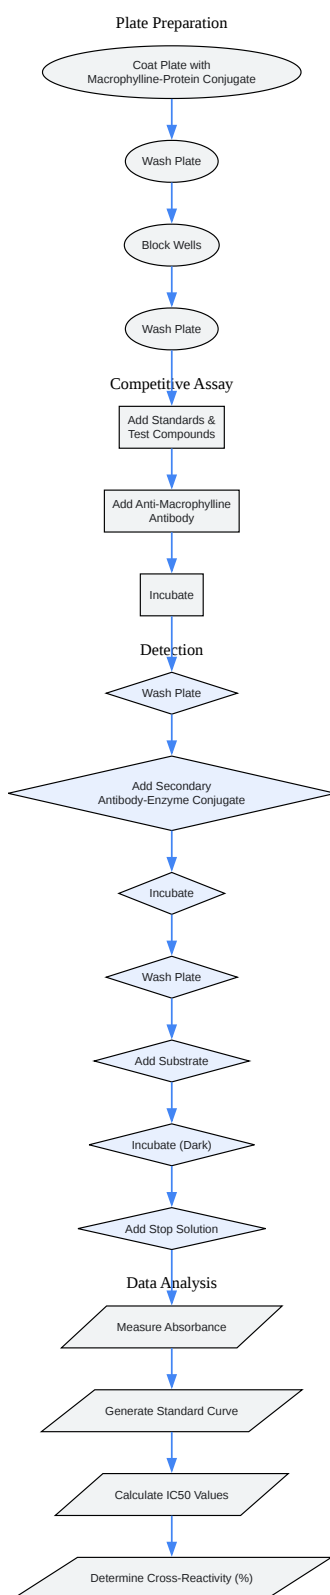 Plate Preparation
Coat Plate with
Macrophylline-Protein Conjugate
Wash Plate
Block Wells
Wash Plate
Competitive Assay
Add Standards &
Test Compounds
Add Anti-Macrophylline
Antibody
Incubate
Detection
Wash Plate
Add Secondary
Antibody-Enzyme Conjugate
Incubate
Wash Plate
Add Substrate
Incubate (Dark)
Add Stop Solution
Data Analysis
Measure Absorbance
Generate Standard Curve
Calculate IC50 Values
Determine Cross-Reactivity (%)